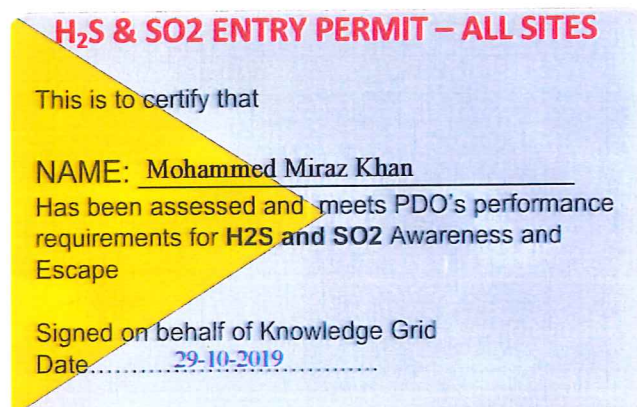 H₂S & SO2 ENTRY PERMIT – ALL SITES
This is to certify that
NAME: Mohammed Miraz Khan
Has been assessed and meets PDO's performance
requirements for H2S and SO2 Awareness and
Escape
Signed on behalf of Knowledge Grid
Date.....29-10-2019.....